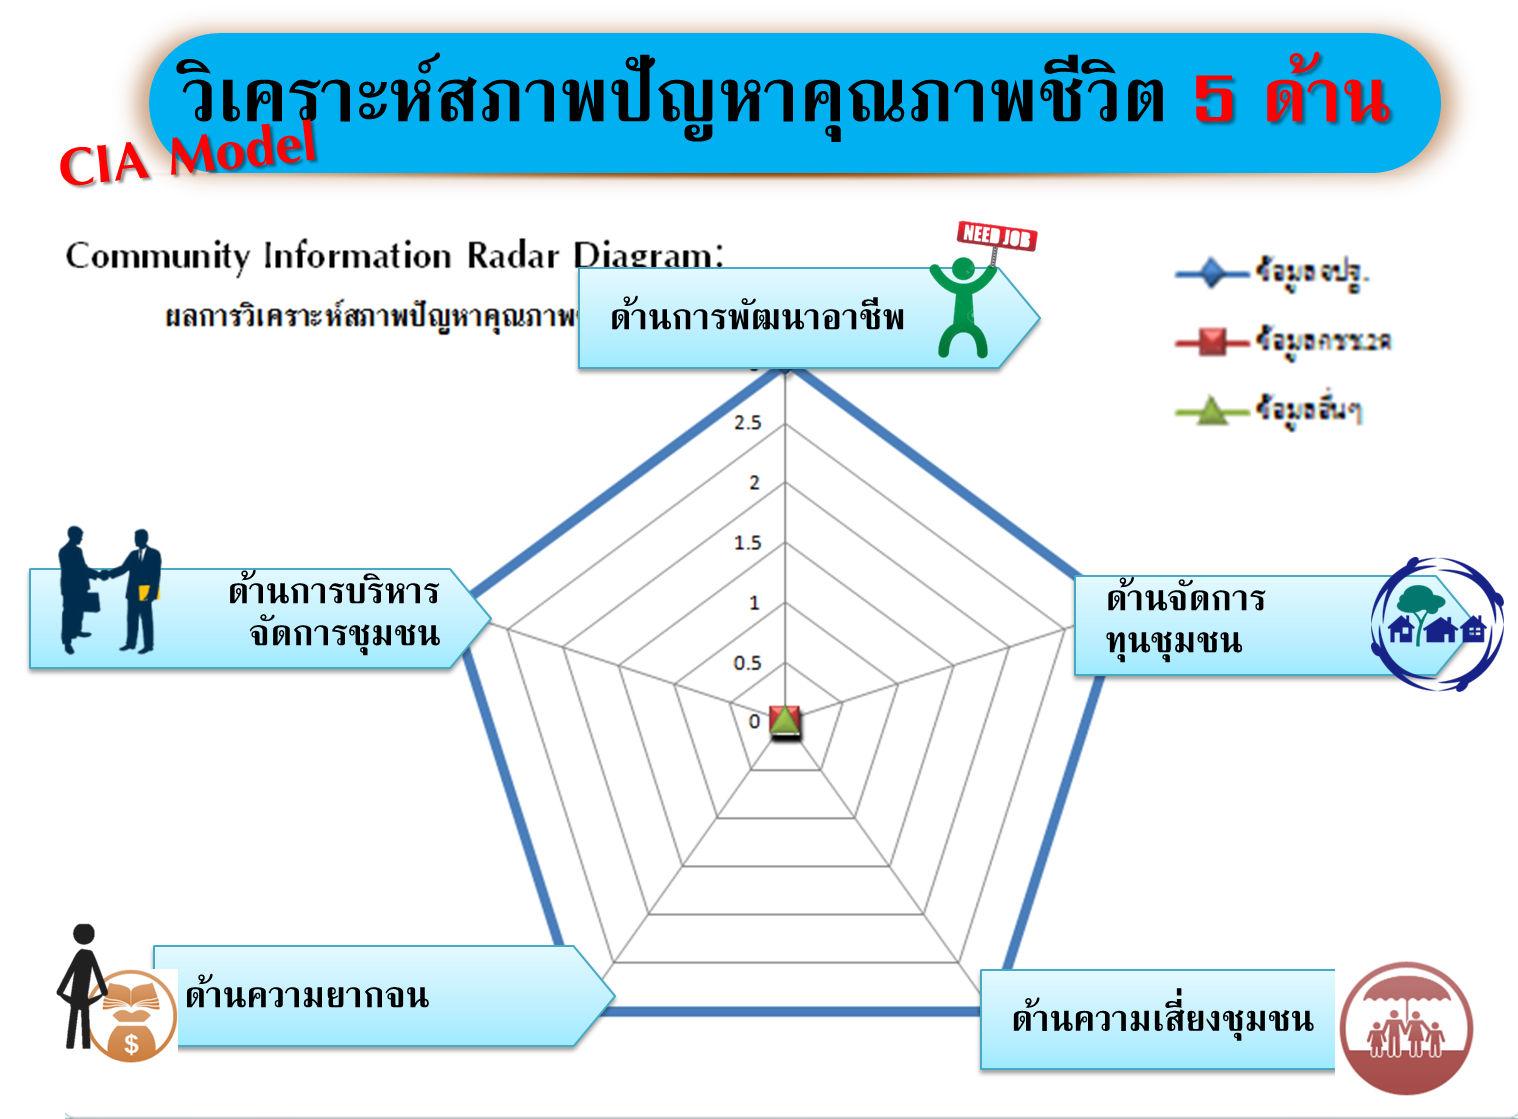 วิเคราะห์สภาพปัญหาคุณภาพชีวิต 5 ด้าน
CIA Model
Community Information Radar Diagram:
ผลการวิเคราะห์สภาพปัญหาคุณภาพ
NEED JOB
ด้านการพัฒนาอาชีพ
ข้อมูล จปฐ.
ข้อมูลกชช.2ค
ข้อมูลอื่นๆ
2.5
2
1.5
1
0.5
0
ด้านการบริหาร
จัดการชุมชน
ด้านจัดการ
ทุนชุมชน
ด้านความยากจน
$
ด้านความเสี่ยงชุมชน